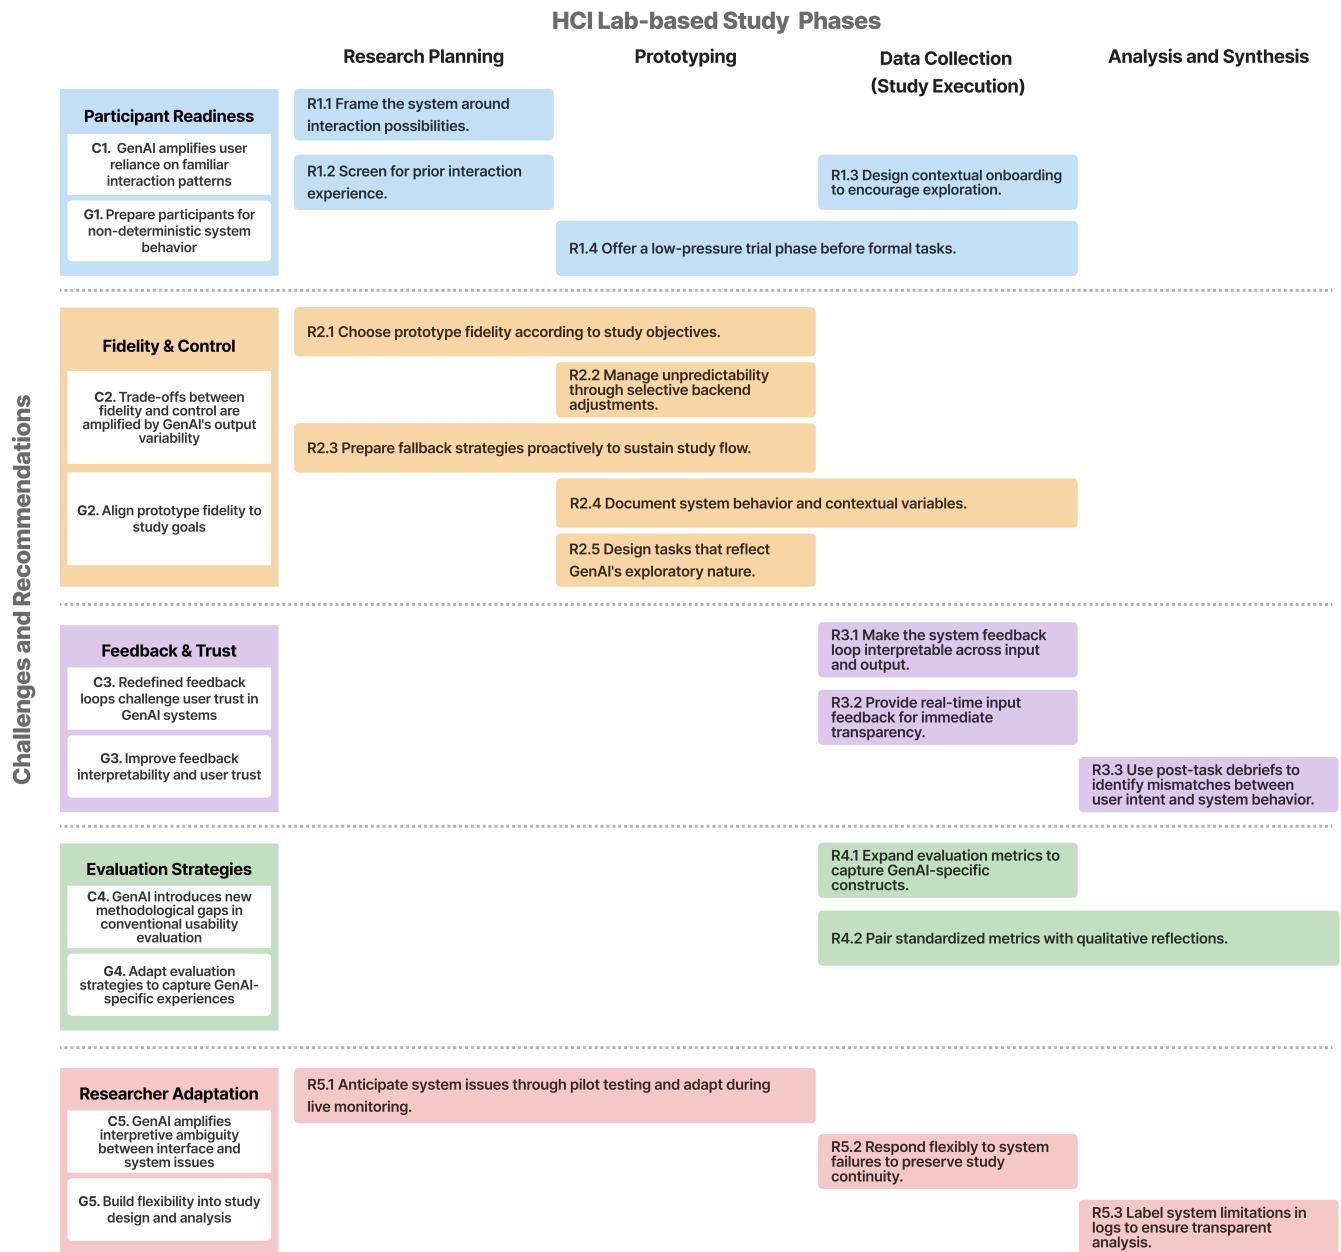 HCI Lab-based Study Phases
Research Planning
Prototyping
Data Collection
(Study Execution)
Analysis and Synthesis
Challenges and Recommendations
Participant Readiness
C1. GenAI amplifies user
reliance on familiar
interaction patterns
G1. Prepare participants for
non-deterministic system
behavior
R1.1 Frame the system around
interaction possibilities.
R1.2 Screen for prior interaction
experience.
R1.3 Design contextual onboarding
to encourage exploration.
R1.4 Offer a low-pressure trial phase before formal tasks.
Fidelity & Control
C2. Trade-offs between
fidelity and control are
amplified by GenAI's output
variability
G2. Align prototype fidelity to
study goals
R2.1 Choose prototype fidelity according to study objectives.
R2.2 Manage unpredictability
through selective backend
adjustments.
R2.3 Prepare fallback strategies proactively to sustain study flow.
R2.4 Document system behavior and contextual variables.
R2.5 Design tasks that reflect
GenAI's exploratory nature.
Feedback & Trust
C3. Redefined feedback
loops challenge user trust in
GenAI systems
G3. Improve feedback
interpretability and user trust
R3.1 Make the system feedback
loop interpretable across input
and output.
R3.2 Provide real-time input
feedback for immediate
transparency.
R3.3 Use post-task debriefs to
identify mismatches between
user intent and system behavior.
Evaluation Strategies
C4. GenAI introduces new
methodological gaps in
conventional usability
evaluation
G4. Adapt evaluation
strategies to capture GenAI-
specific experiences
R4.1 Expand evaluation metrics to
capture GenAI-specific
constructs.
R4.2 Pair standardized metrics with qualitative reflections.
Researcher Adaptation
C5. GenAI amplifies
interpretive ambiguity
between interface and
system issues
G5. Build flexibility into study
design and analysis
R5.1 Anticipate system issues through pilot testing and adapt during
live monitoring.
R5.2 Respond flexibly to system
failures to preserve study
continuity.
R5.3 Label system limitations in
logs to ensure transparent
analysis.